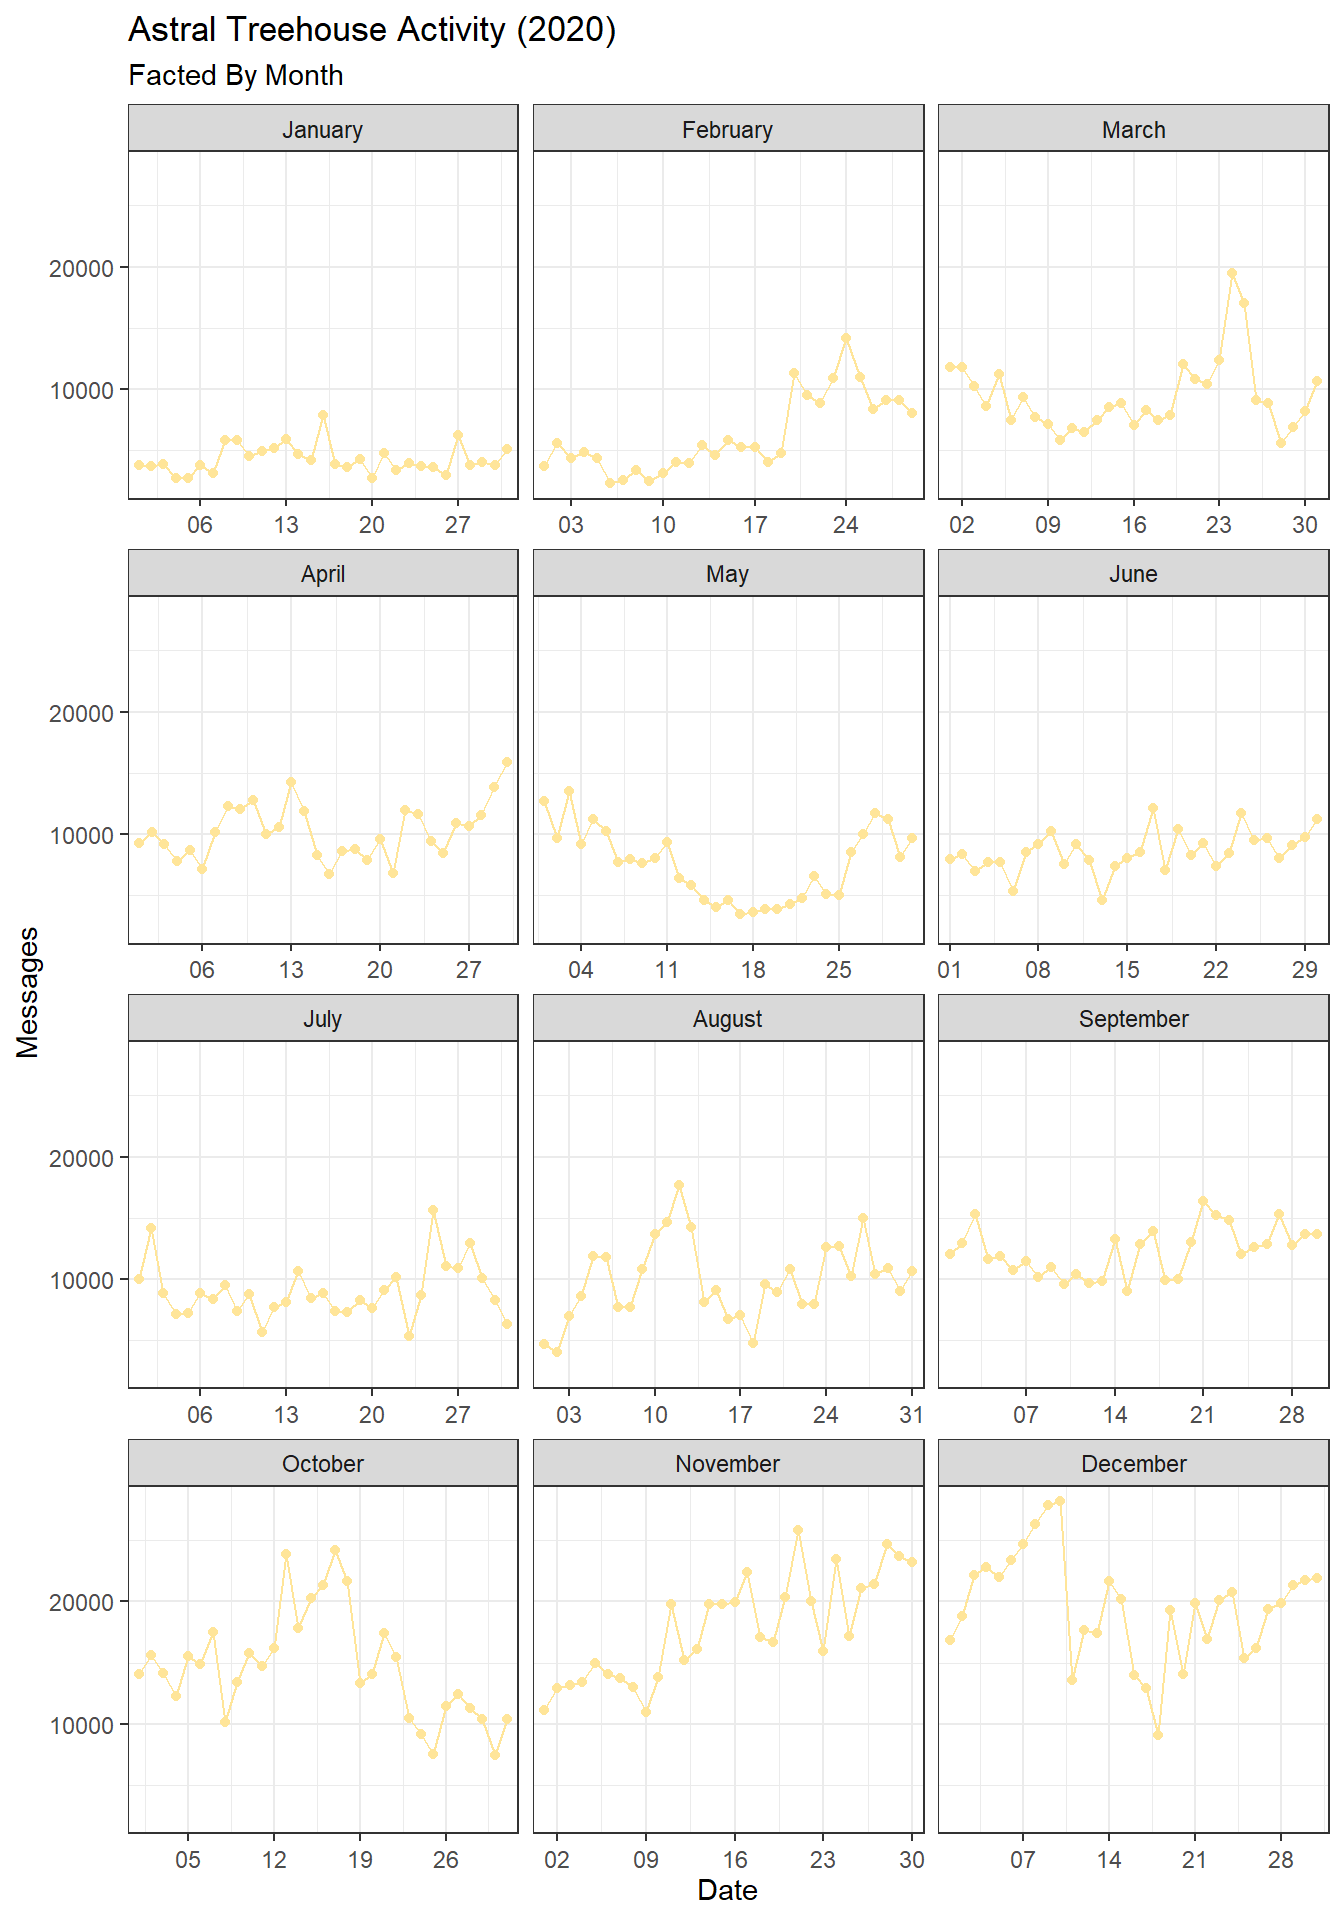 Astral Treehouse Activity (2020)
Facted By Month
January February March
20000
10000
06 13 20 27 03 10 17 24 02 09 16 23 30
April May June
20000
10000
06 13 20 27 04 11 18 25 01 08 15 22 29
Messages
July August September
20000
10000
06 13 20 27 03 10 17 24 31 07 14 21 28
October November December
20000
10000
05 12 19 26 02 09 16 23 30 07 14 21 28
Date